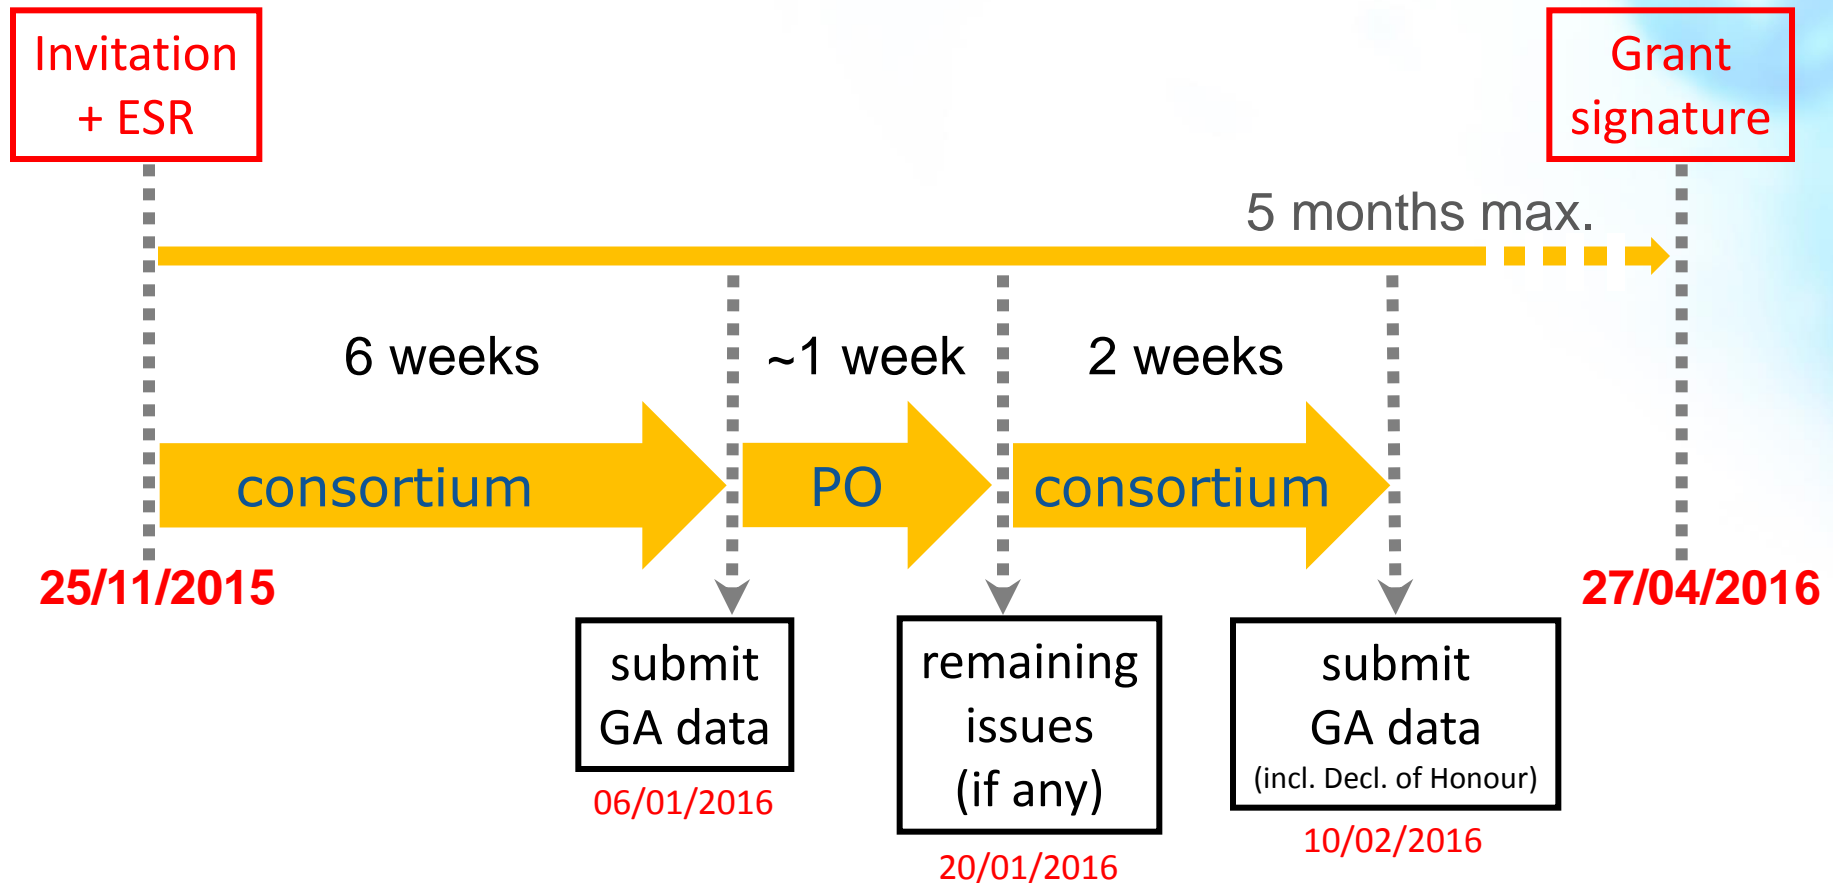 Invitation
+ ESR
Grant
signature
5 months max.
6 weeks
~1 week
2 weeks
consortium
PO
consortium
25/11/2015
27/04/2016
submit
GA data
06/01/2016
remaining
issues
(if any)
20/01/2016
submit
GA data
(incl. Decl. of Honour)
10/02/2016